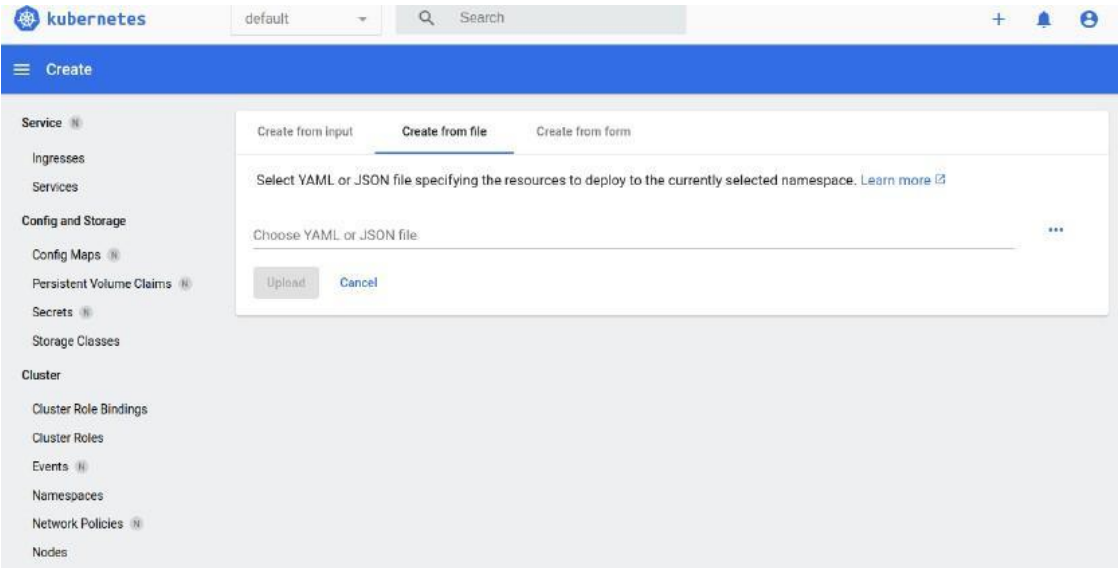 kubernetes
default
Search
Create
Service N
Ingresses
Services
Config and Storage
Config Maps N
Persistent Volume Claims N
Secrets N
Storage Classes
Cluster
Cluster Role Bindings
Cluster Roles
Events N
Namespaces
Network Policies N
Nodes
Create from input Create from file Create from form
Select YAML or JSON file specifying the resources to deploy to the currently selected namespace. Learn more
Choose YAML or JSON file
Upload Cancel